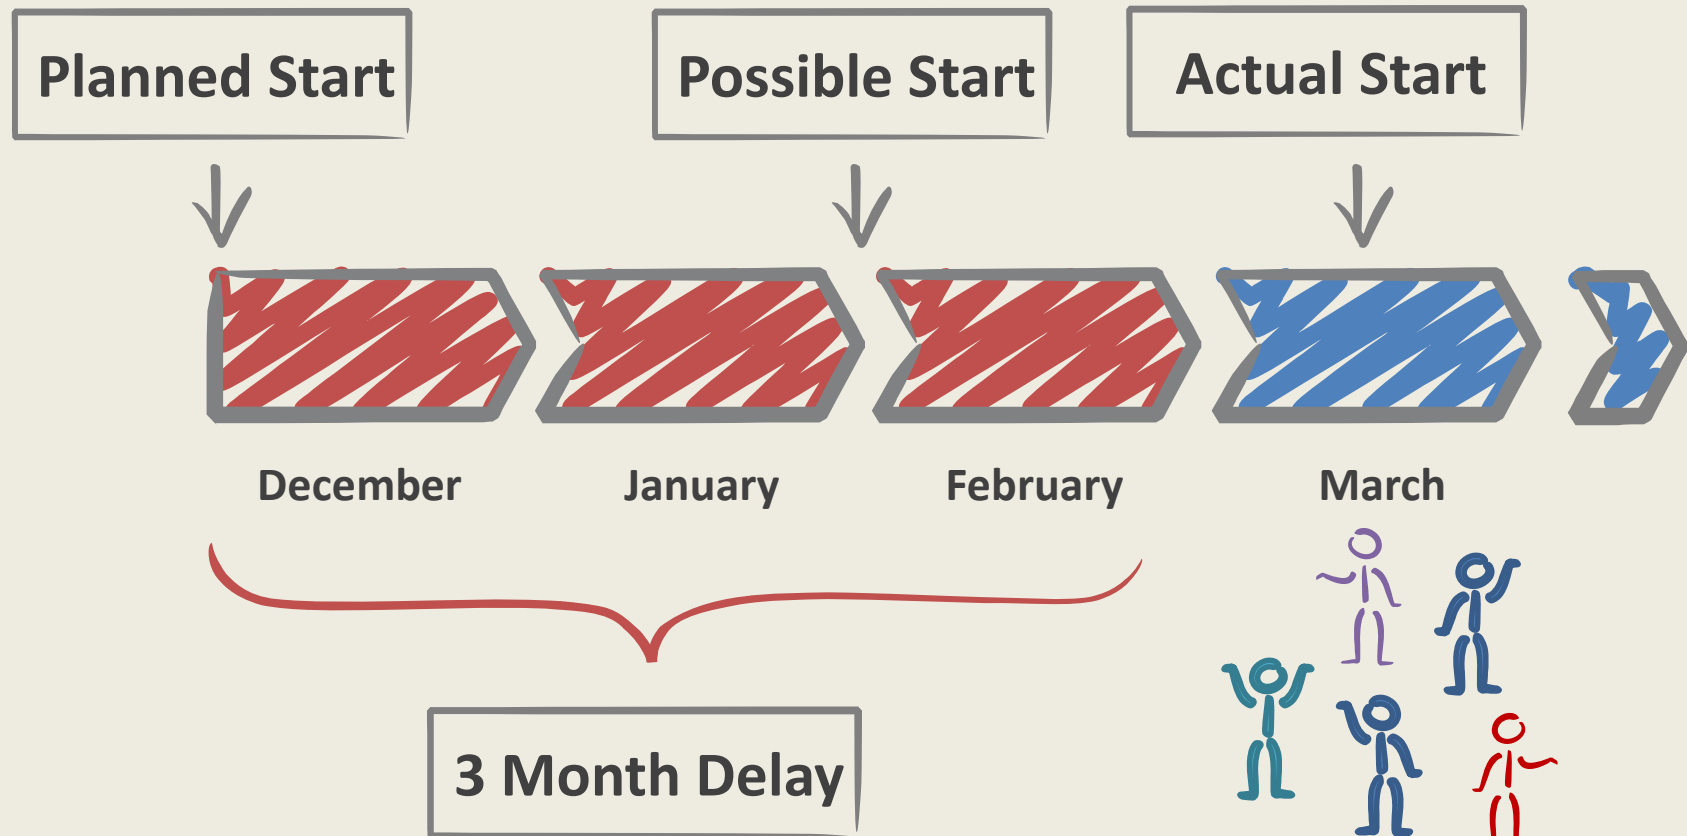 Planned Start
Possible Start
Actual Start
December
January
February
March
3 Month Delay